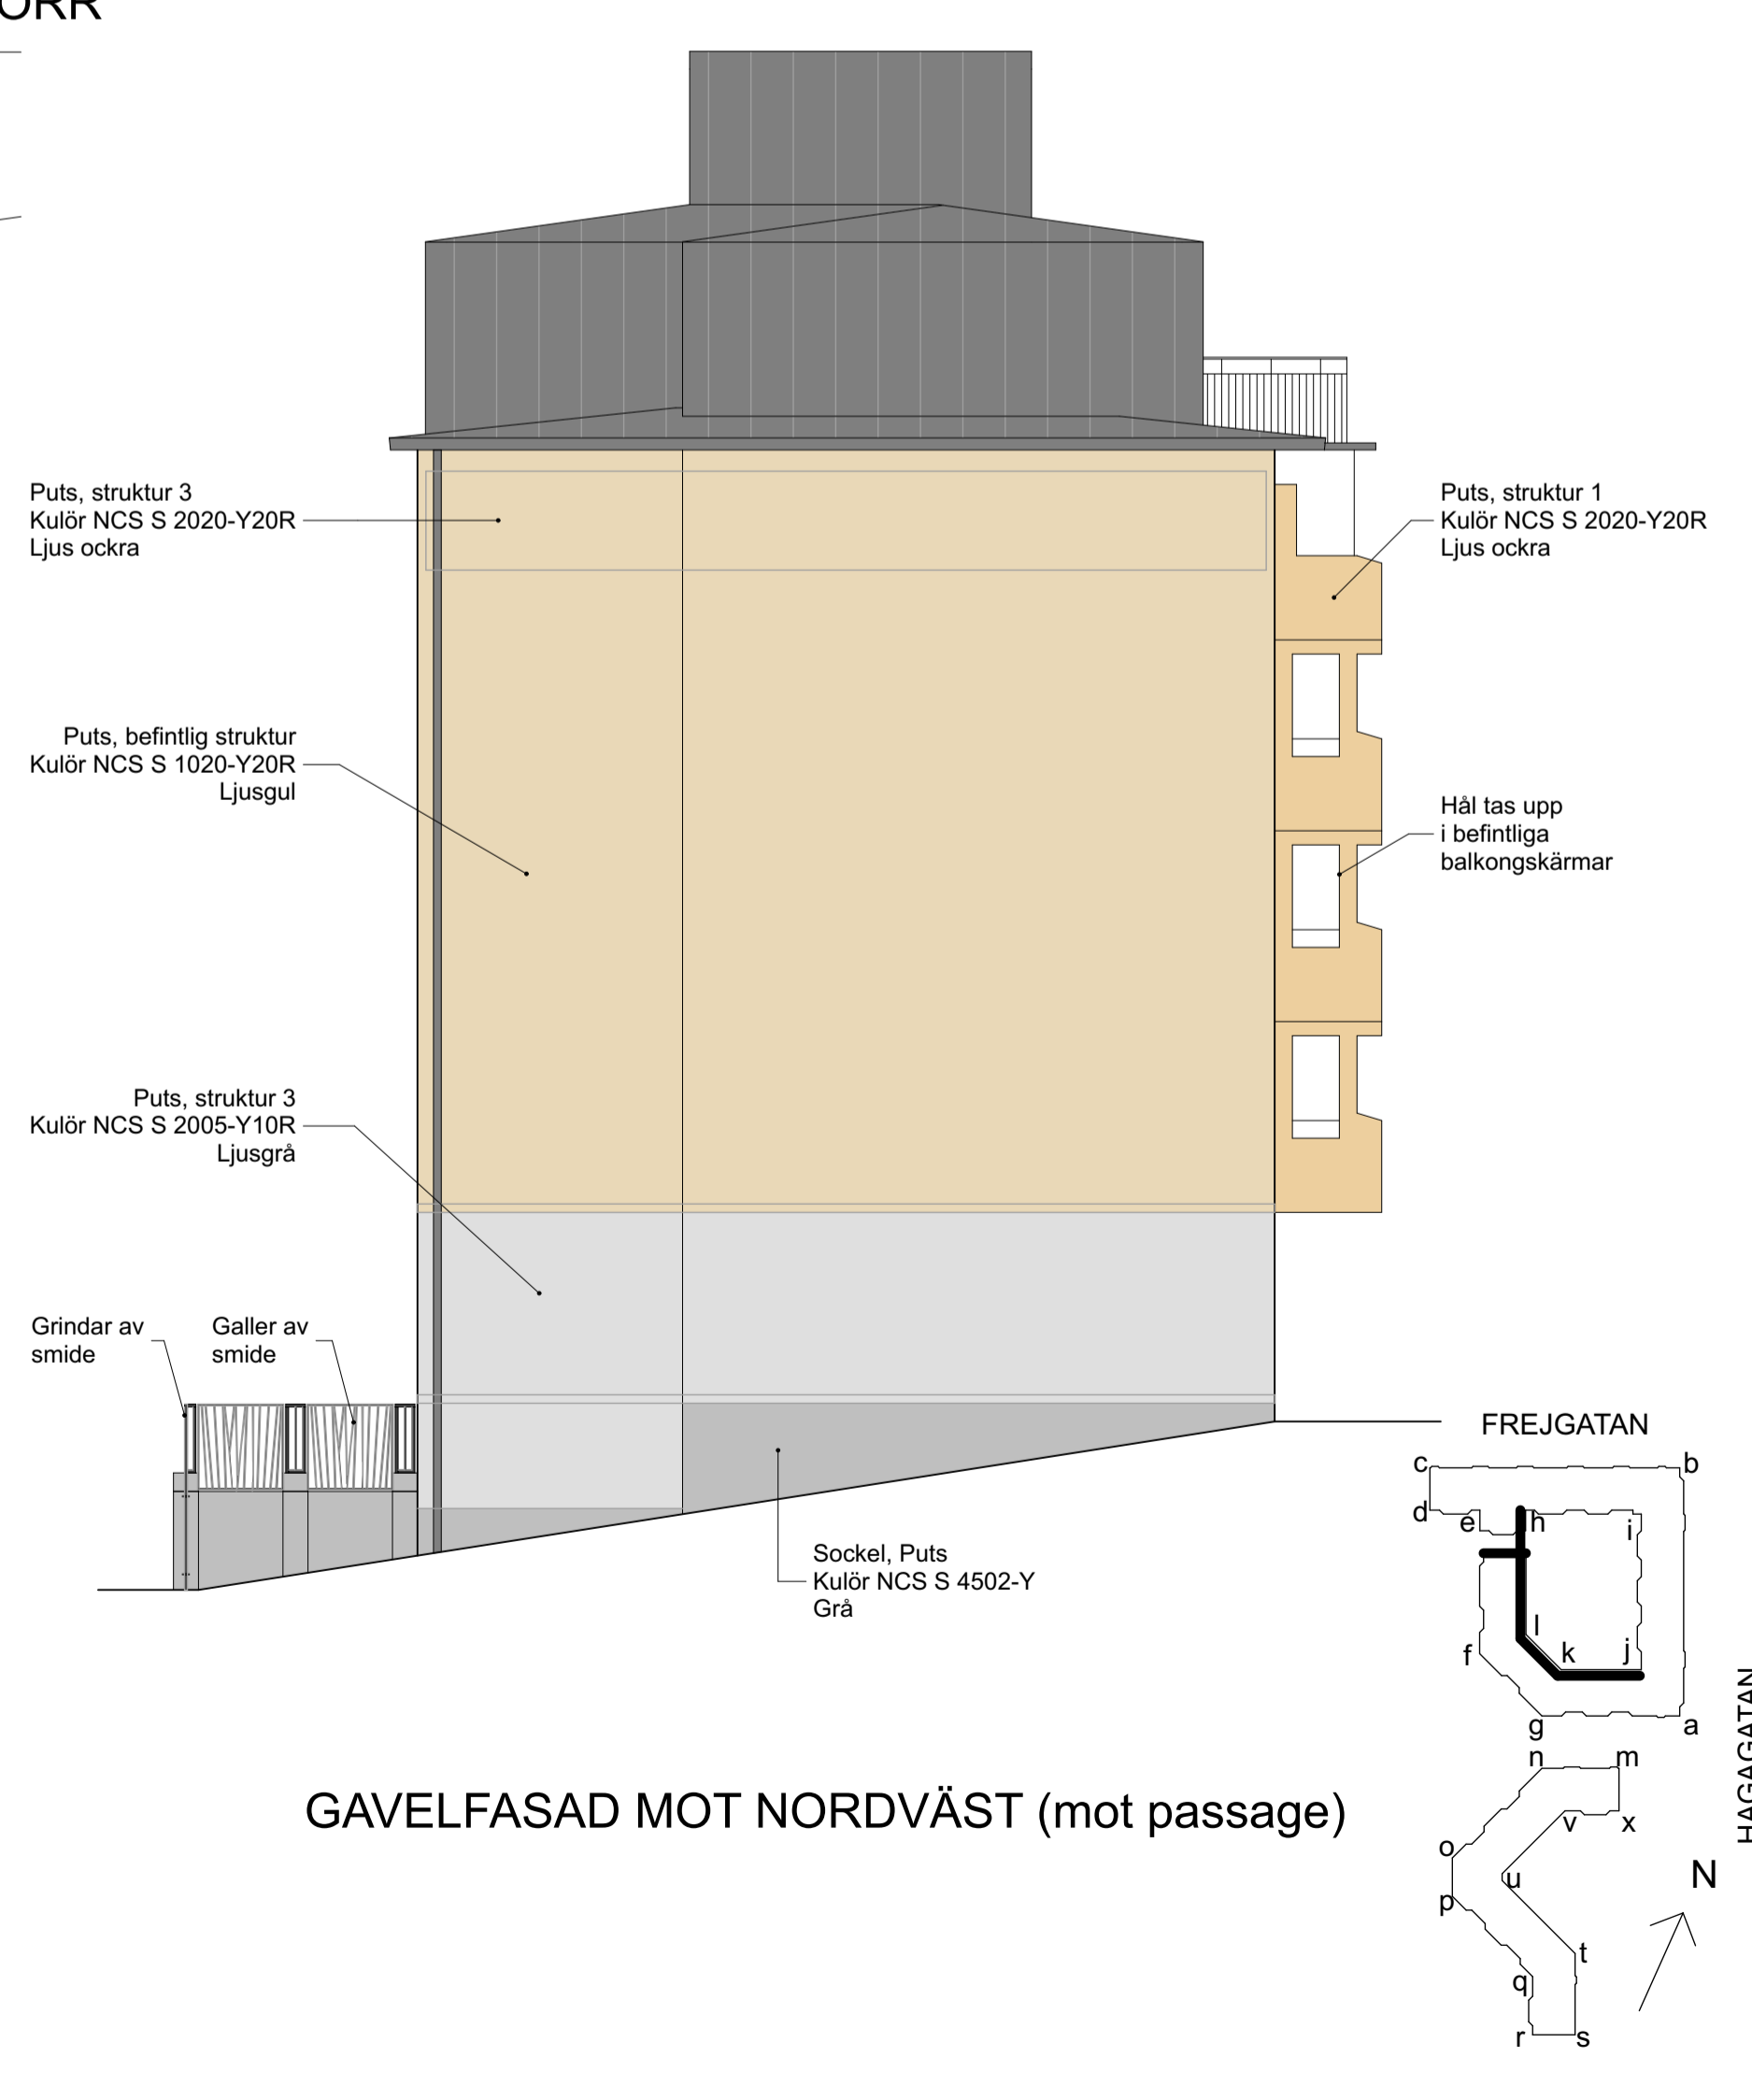 Puts, struktur 3
Kulör NCS S 2020-Y20R
Ljus ockra
Puts, struktur 1
Kulör NCS S 2020-Y20R
Ljus ockra
Puts, befintlig struktur
Kulör NCS S 1020-Y20R
Ljusgul
Hål tas upp
i befintliga
balkongskärmar
Puts, struktur 3
Kulör NCS S 2005-Y10R
Ljusgrå
Grindar av
smide
Galler av
smide
Sockel, Puts
Kulör NCS S 4502-Y
Grå
FREJGATAN
c
b
d
e
h
i
l
f
k
j
g
a
HAGAGATAN
n
m
v
x
o
u
p
N
t
q
r
s
GAVELFASAD MOT NORDVÄST (mot passage)